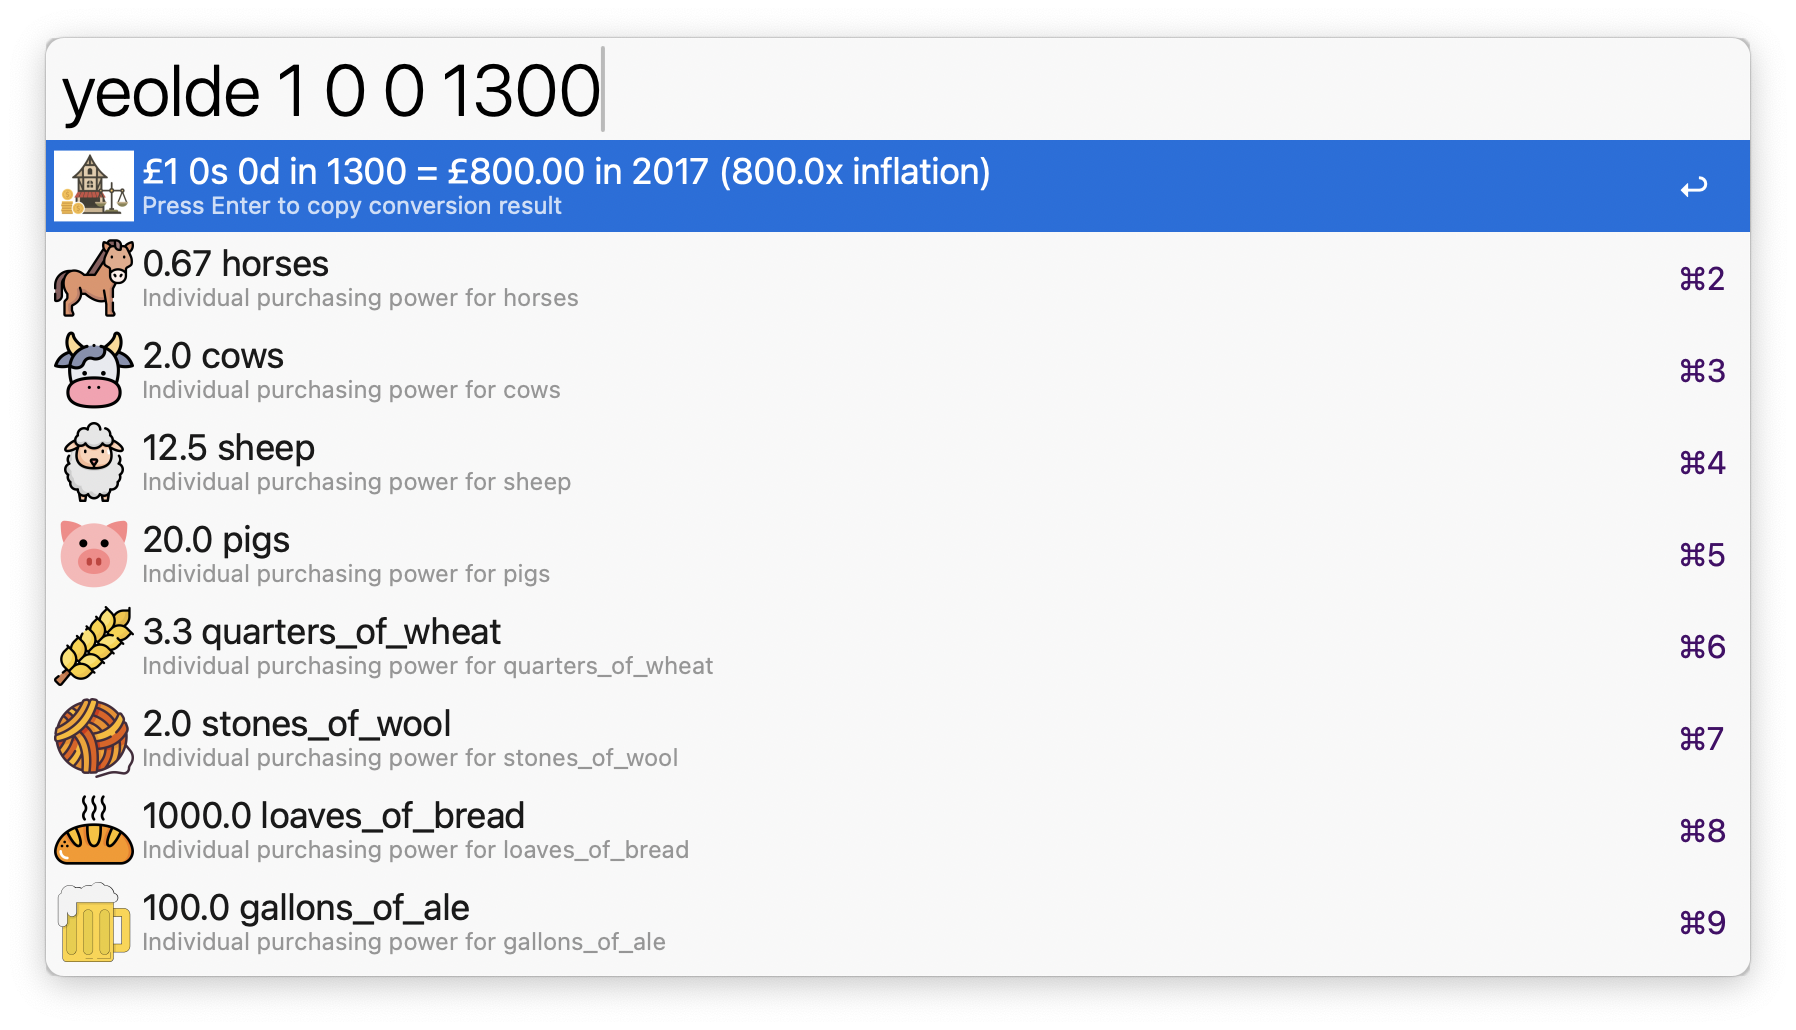 yeolde 1 0 0 1300
£1 0s 0d in 1300 = £800.00 in 2017 (800.0x inflation)
Press Enter to copy conversion result
0.67 horses
Individual purchasing power for horses
⌘2
2.0 cows
Individual purchasing power for cows
⌘3
12.5 sheep
Individual purchasing power for sheep
⌘4
20.0 pigs
Individual purchasing power for pigs
⌘5
3.3 quarters_of_wheat
Individual purchasing power for quarters_of_wheat
⌘6
2.0 stones_of_wool
Individual purchasing power for stones_of_wool
⌘7
1000.0 loaves_of_bread
Individual purchasing power for loaves_of_bread
⌘8
100.0 gallons_of_ale
Individual purchasing power for gallons_of_ale
⌘9